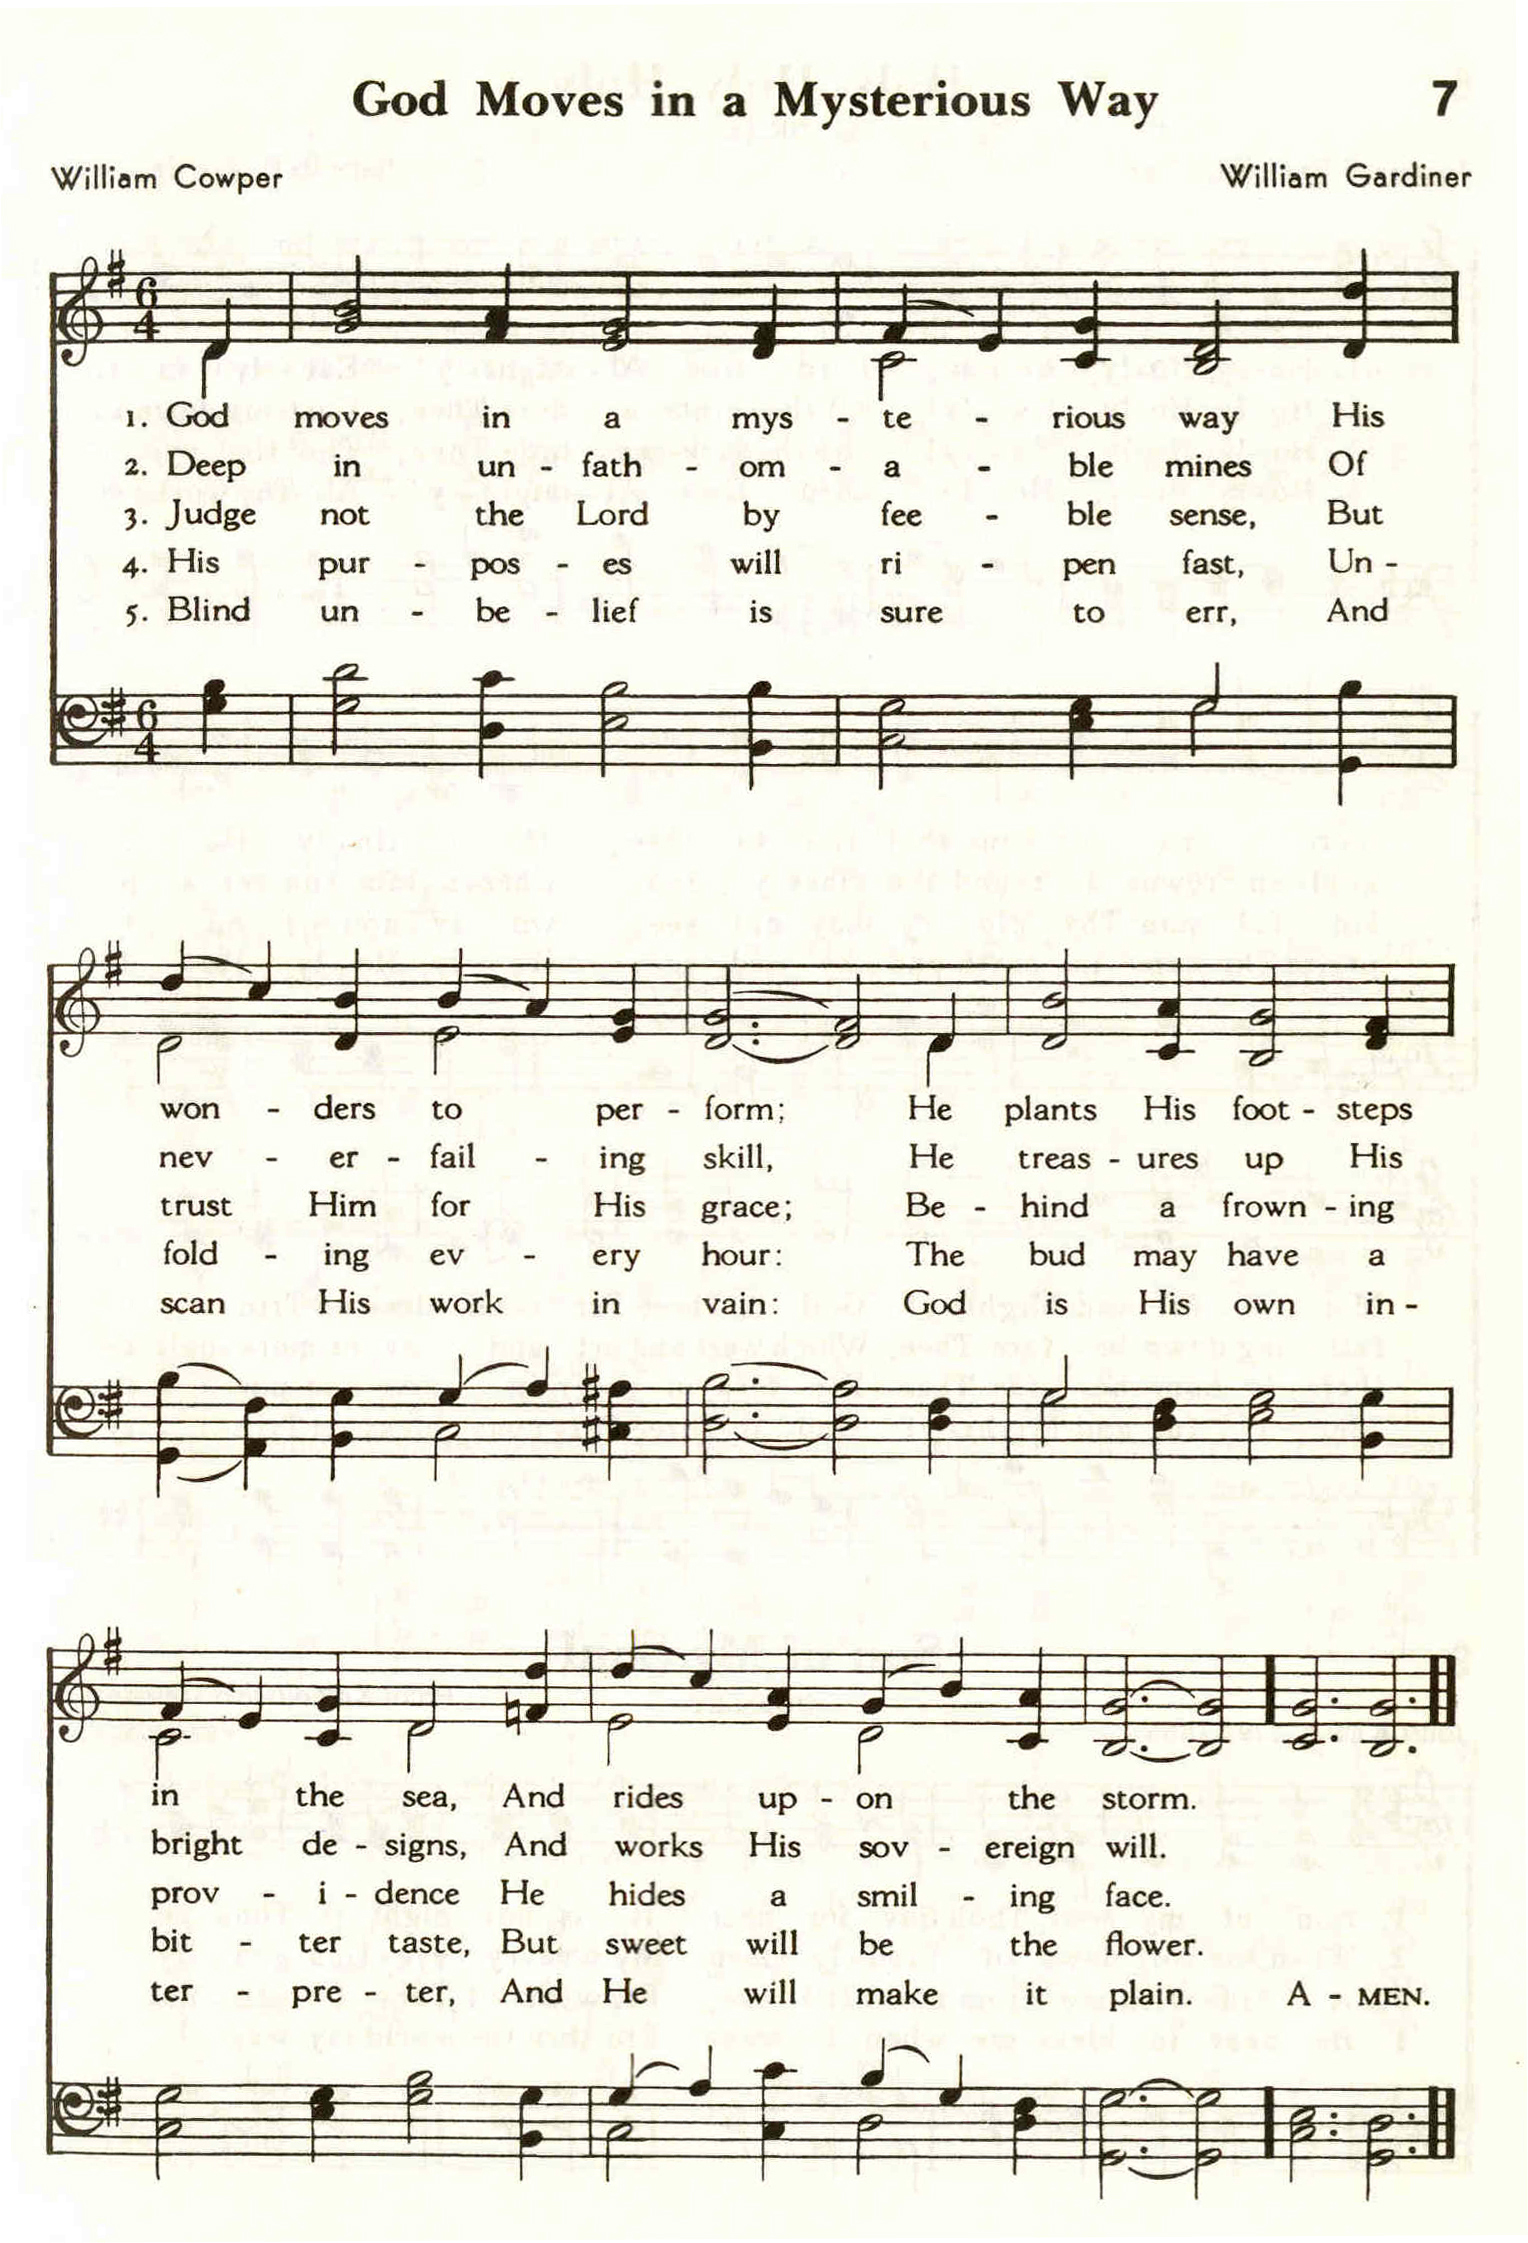 God Moves in a Mysterious Way 7
William Cowper William Gardiner
6
4
1. God moves in a mys - te - rious way His
2. Deep in un - fath - om - a - ble mines Of
3. Judge not the Lord by fee - ble sense, But
4. His pur - pos - es will ri - pen fast, Un -
5. Blind un - be - lief is sure to err, And
6
4
won - ders to per - form; He plants His foot - steps
nev - er - fail - ing skill, He treas - ures up His
trust Him for His grace; Be - hind a frown - ing
fold - ing ev - ery hour: The bud may have a
scan His work in vain: God is His own in -
in the sea, And rides up - on the storm.
bright de - signs, And works His sov - ereign will.
prov - i - dence He hides a smil - ing face.
bit - ter taste, But sweet will be the flower.
ter - pre - ter, And He will make it plain. A - MEN.